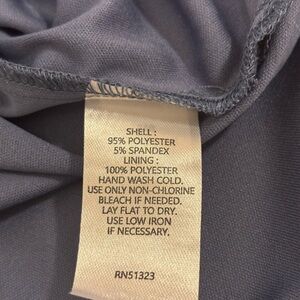 SHELL :
95% POLYESTER
5% SPANDEX
LINING :
100% POLYESTER
HAND WASH COLD.
USE ONLY NON-CHLORINE
BLEACH IF NEEDED.
LAY FLAT TO DRY.
USE LOW IRON
IF NECESSARY.
RN51323